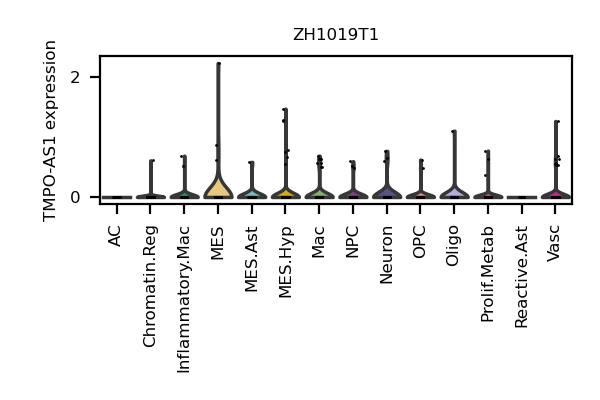 ZH1019T1
TMPO-AS1 expression
2
0
AC
Chromatin.Reg
Inflammatory.Mac
MES
MES.Ast
MES.Hyp
Mac
NPC
Neuron
OPC
Oligo
Prolif.Metab
Reactive.Ast
Vasc